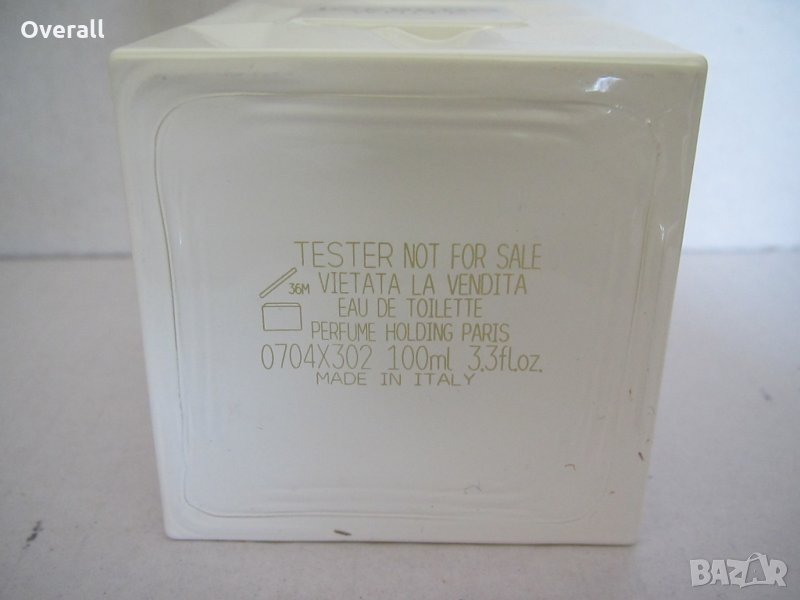 Overall
TESTER NOT FOR SALE
36M VIETATA LA VENDITA
EAU DE TOILETTE
PERFUME HOLDING PARIS
0704X302 100ml 3.3fl.oz.
MADE IN ITALY
BAZAR